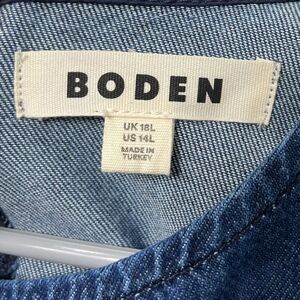 BODEN
UK 18L
US 14L
MADE IN
TURKEY